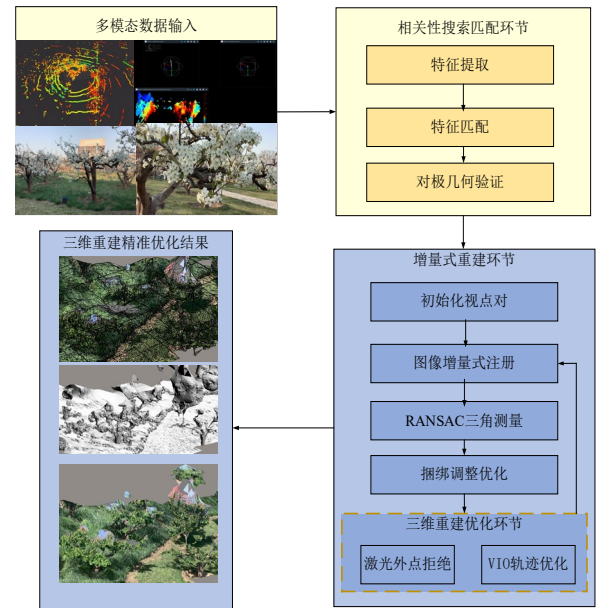 多模态数据输入
相关性搜索匹配环节
特征提取
特征匹配
对极几何验证
增量式重建环节
初始化视点对
图像增量式注册
RANSAC三角测量
捆绑调整优化
三维重建优化环节
激光外点拒绝
VIO轨迹优化
三维重建精准优化结果